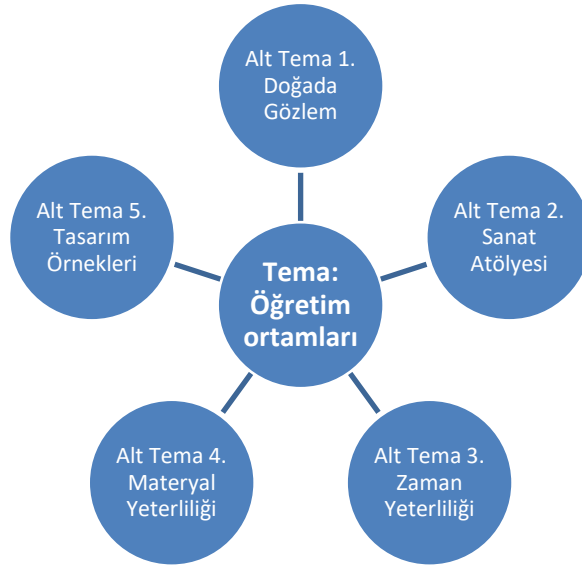 Alt Tema 1.
Doğada
Gözlem
Alt Tema 5.
Tasarım
Örnekleri
Alt Tema 2.
Sanat
Atölyesi
Tema:
Öğretim
ortamları
Alt Tema 4.
Materyal
Yeterliliği
Alt Tema 3.
Zaman
Yeterliliği